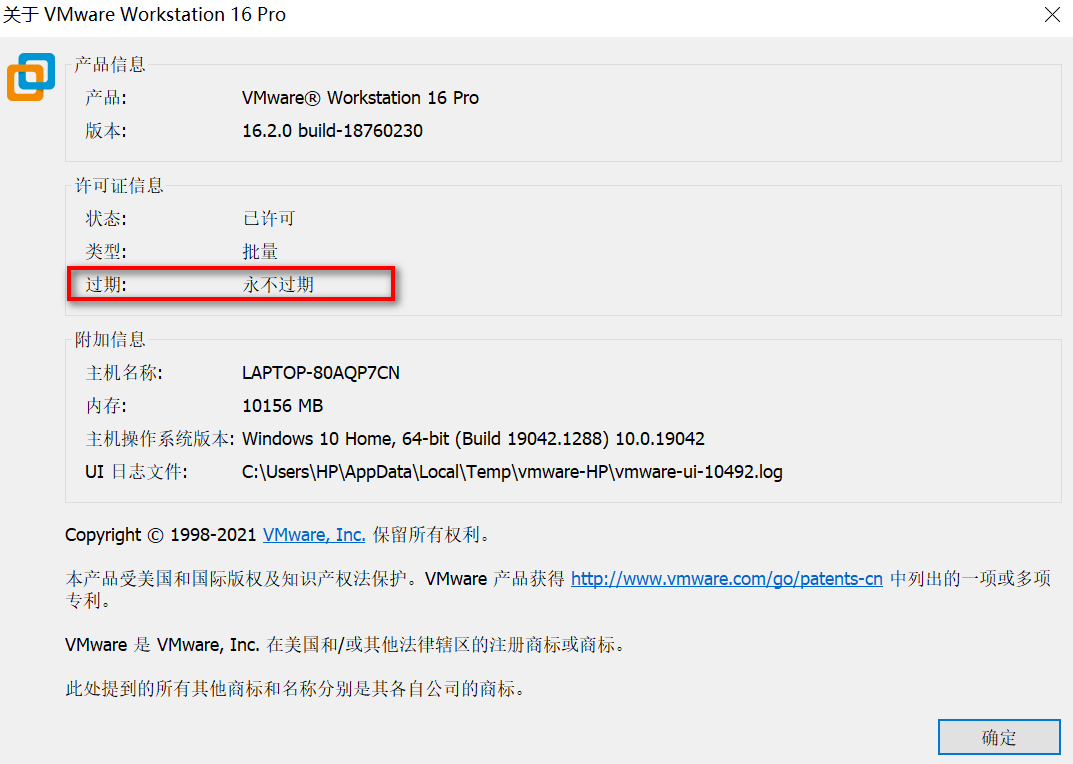 关于 VMware Workstation 16 Pro
产品信息
产品: VMware® Workstation 16 Pro
版本: 16.2.0 build-18760230
许可证信息
状态: 已许可
类型: 批量
过期: 永不过期
附加信息
主机名称: LAPTOP-80AQP7CN
内存: 10156 MB
主机操作系统版本: Windows 10 Home, 64-bit (Build 19042.1288) 10.0.19042
UI 日志文件: C:\Users\HP\AppData\Local\Temp\vmware-HP\vmware-ui-10492.log
Copyright © 1998-2021 VMware, Inc. 保留所有权利。
本产品受美国和国际版权及知识产权法保护。VMware 产品获得 http://www.vmware.com/go/patents-cn 中列出的一项或多项
专利。
VMware 是 VMware, Inc. 在美国和/或其他法律辖区的注册商标或商标。
此处提到的所有其他商标和名称分别是其各自公司的商标。
确定